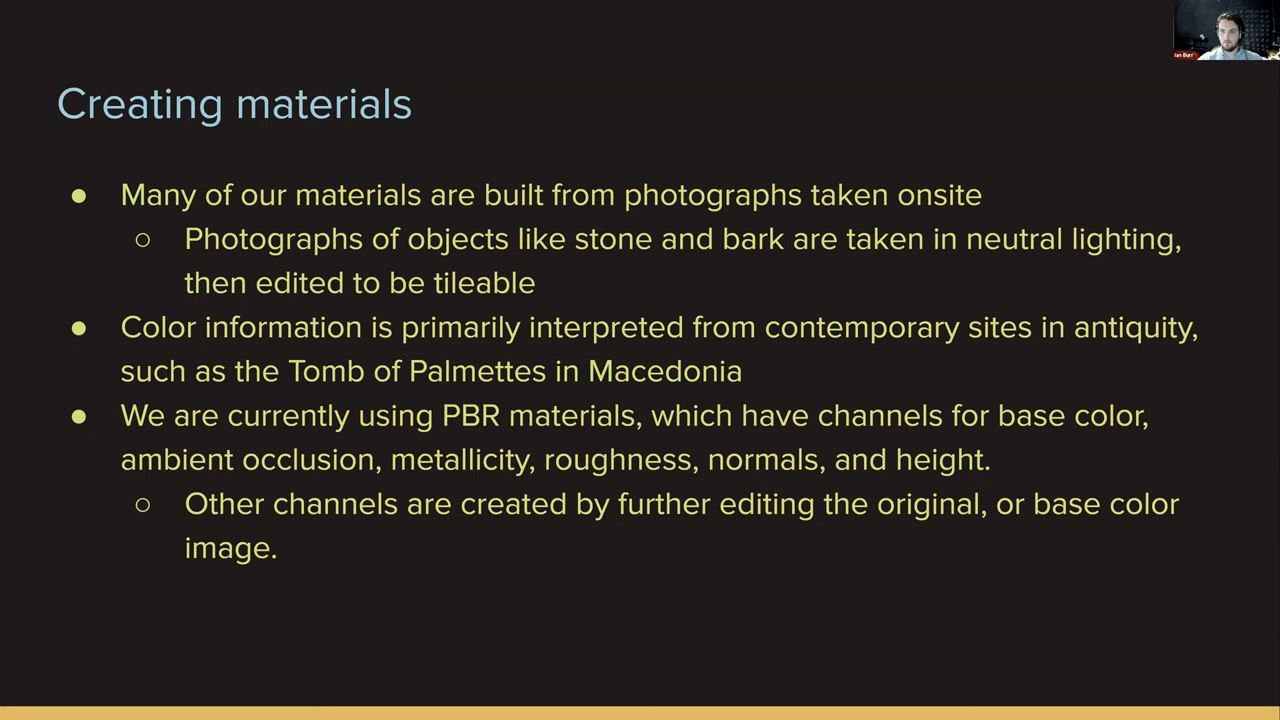 Creating materials
● Many of our materials are built from photographs taken onsite
○ Photographs of objects like stone and bark are taken in neutral lighting,
then edited to be tileable
● Color information is primarily interpreted from contemporary sites in antiquity,
such as the Tomb of Palmettes in Macedonia
● We are currently using PBR materials, which have channels for base color,
ambient occlusion, metallicity, roughness, normals, and height.
○ Other channels are created by further editing the original, or base color
image.